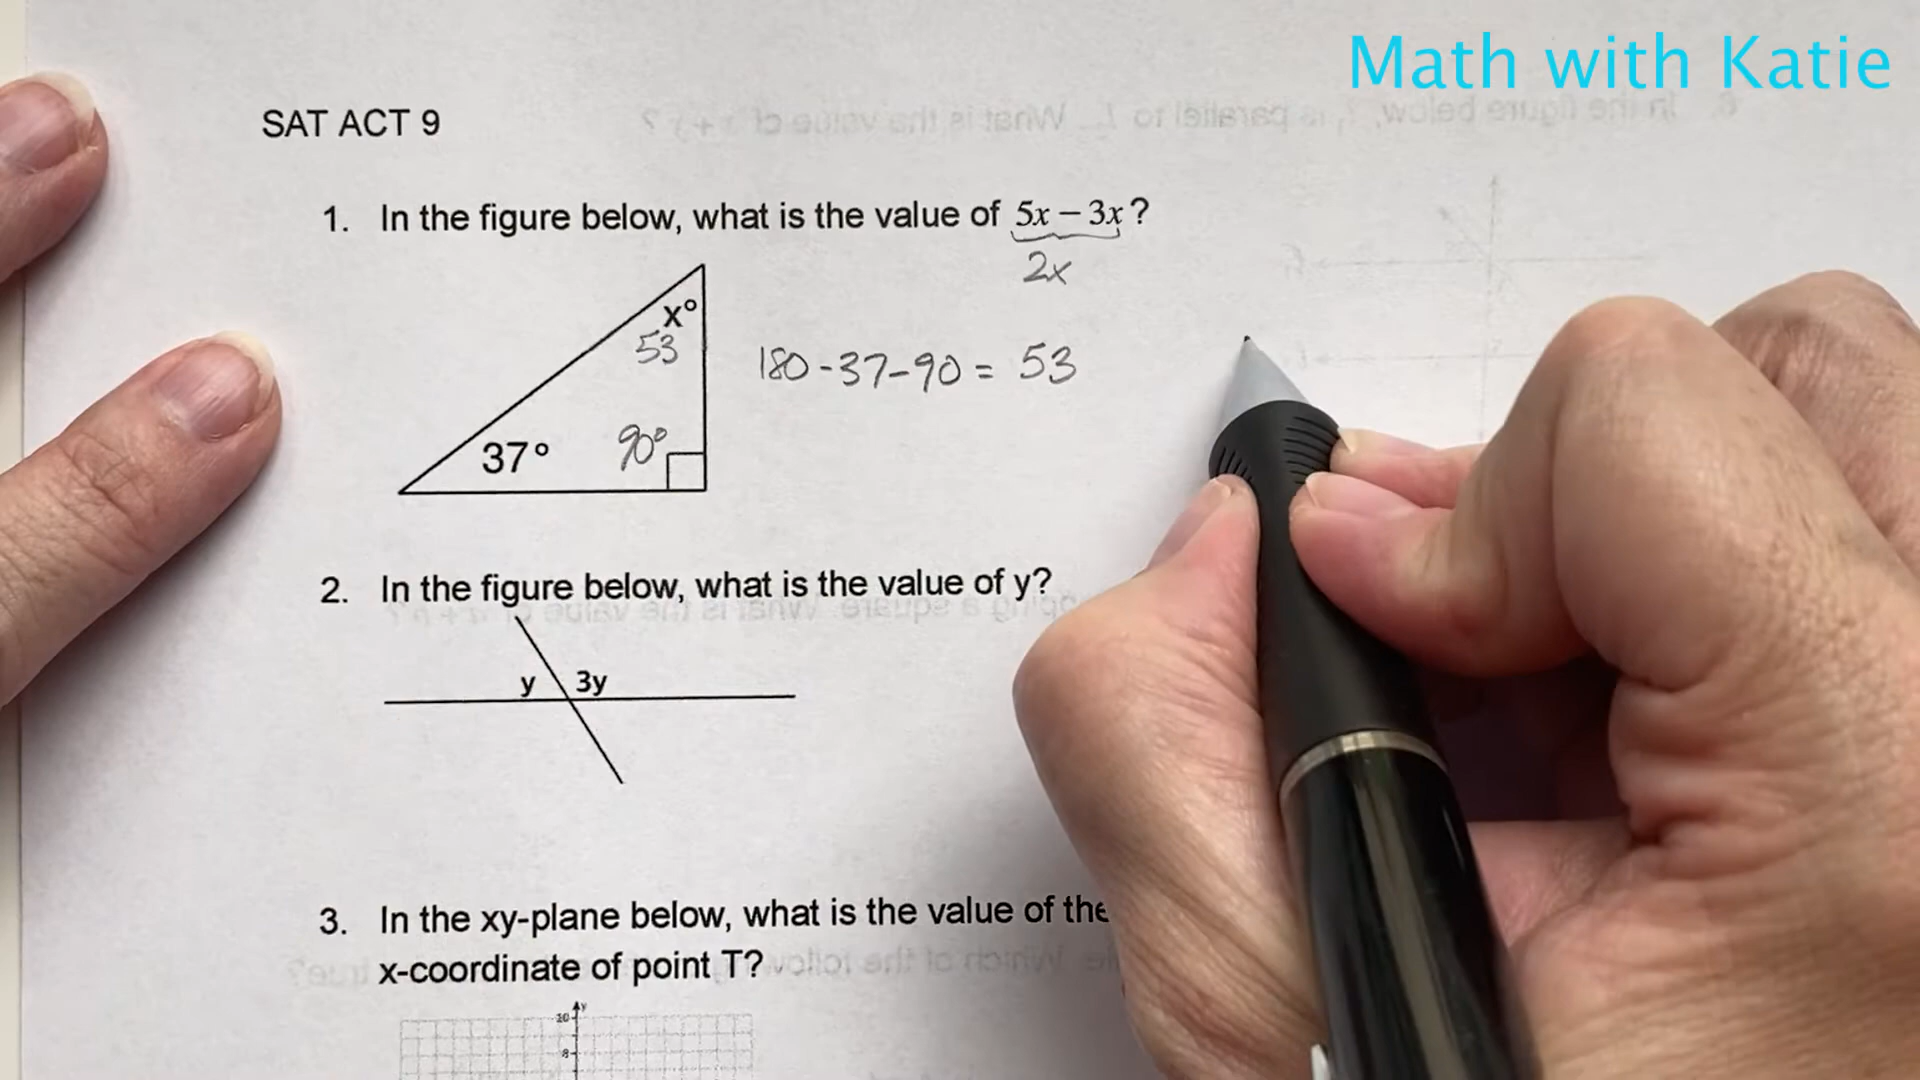 Math with Katie
SAT ACT 9
1. In the figure below, what is the value of 5x – 3x?
2x
x°
53
180-37-90 = 53
37°
90°
2. In the figure below, what is the value of y?
y
3y
3. In the xy-plane below, what is the value of the
x-coordinate of point T?
y
10
8